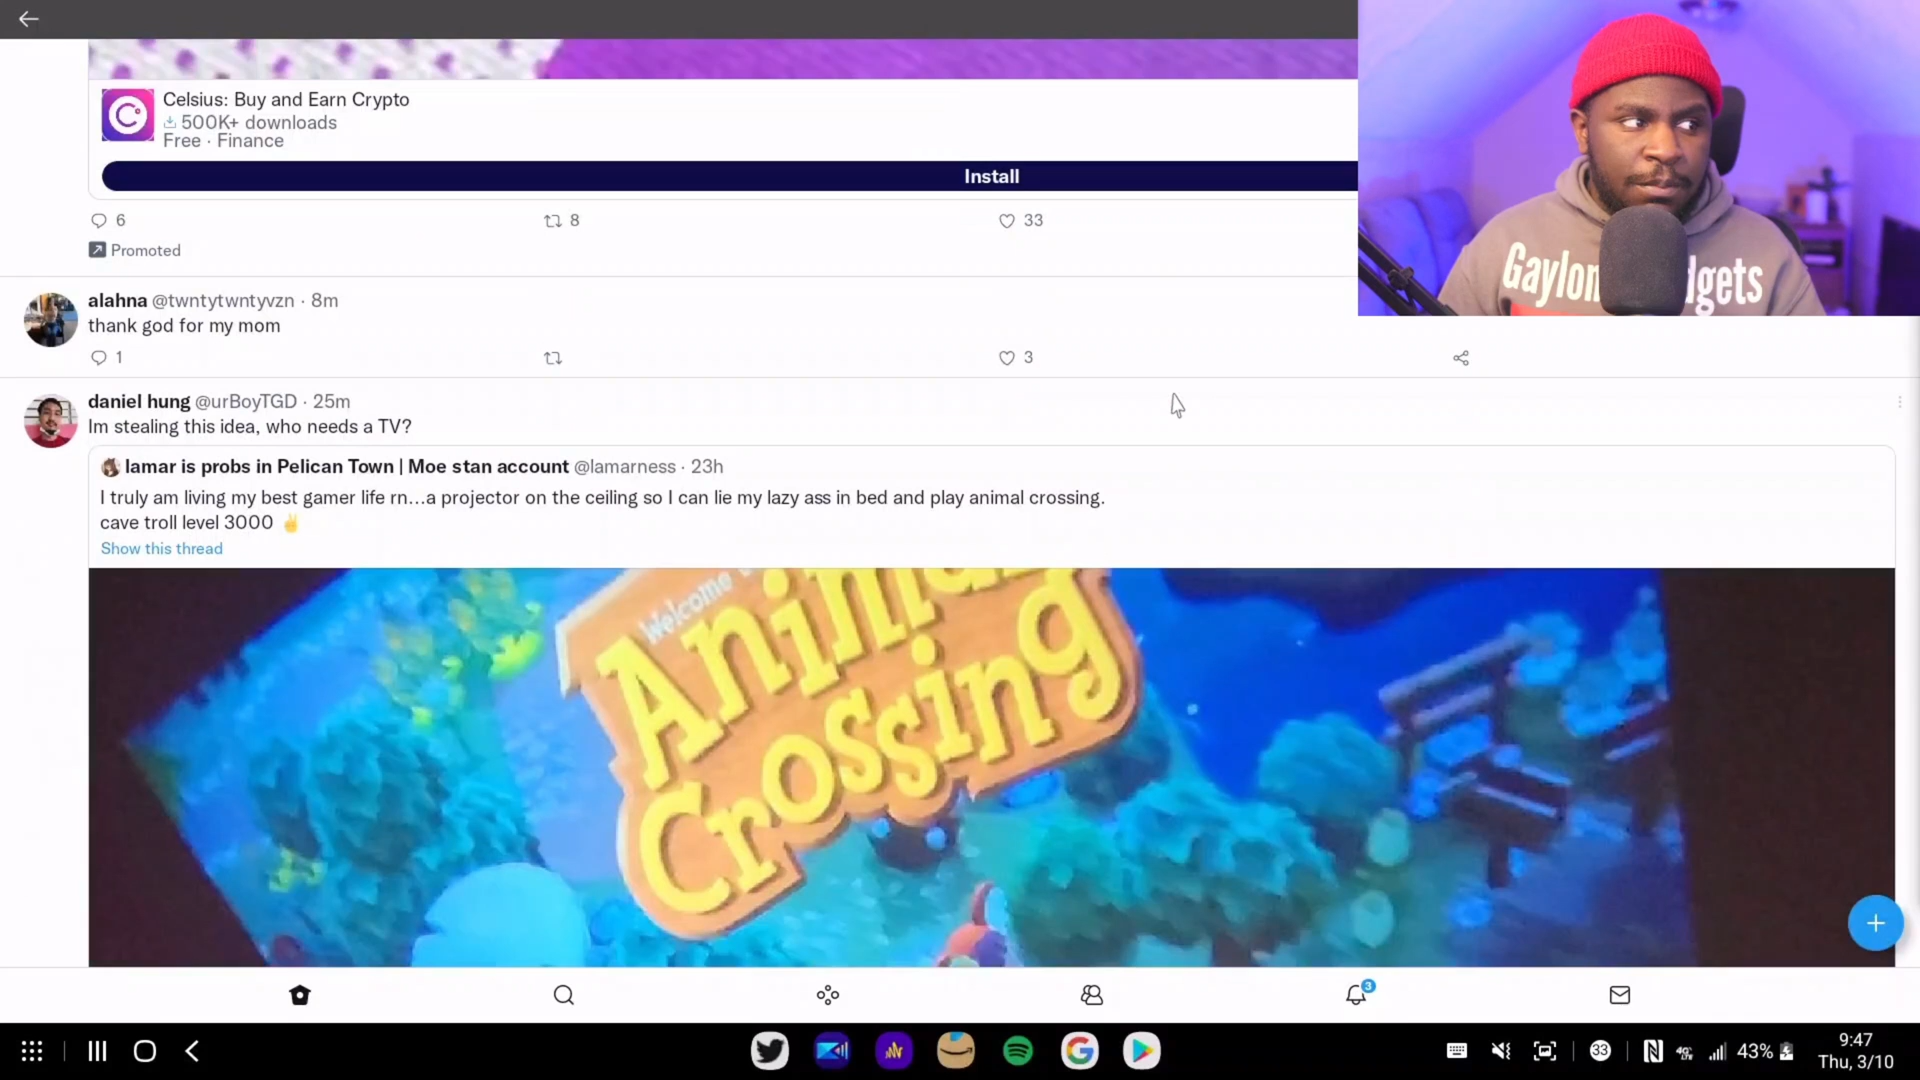 Celsius: Buy and Earn Crypto
500K+ downloads
Free · Finance
Install
6
8
33
Promoted
alahna @twntytwntyvzn · 8m
thank god for my mom
1
3
daniel hung @urBoyTGD · 25m
Im stealing this idea, who needs a TV?
lamar is probs in Pelican Town | Moe stan account @lamarness · 23h
I truly am living my best gamer life rn...a projector on the ceiling so I can lie my lazy ass in bed and play animal crossing.
cave troll level 3000 ✌
Show this thread
Welcome
Animal
Crossing
3
33
4G
43%
9:47
Thu, 3/10